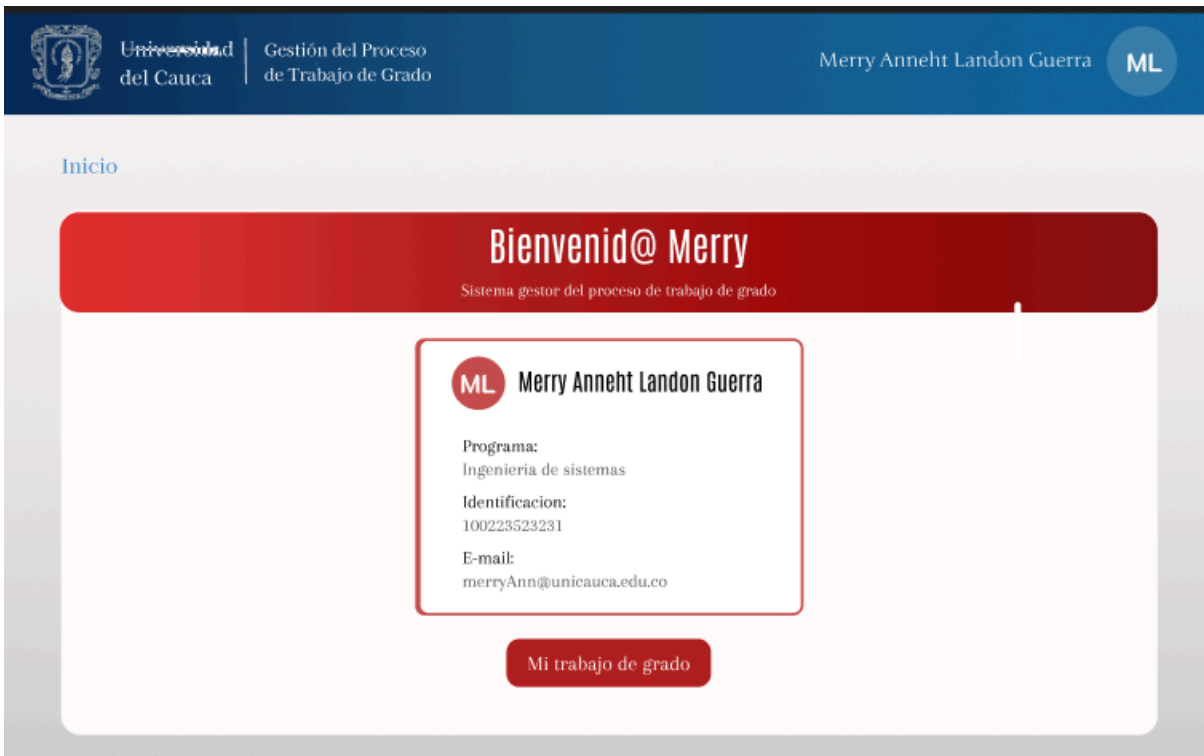 Universidad
del Cauca
Gestión del Proceso
de Trabajo de Grado
Merry Anneht Landon Guerra
ML
Inicio
Bienvenid@ Merry
Sistema gestor del proceso de trabajo de grado
ML
Merry Anneht Landon Guerra
Programa:
Ingenieria de sistemas
Identificacion:
100223523231
E-mail:
merryAnn@unicauca.edu.co
Mi trabajo de grado